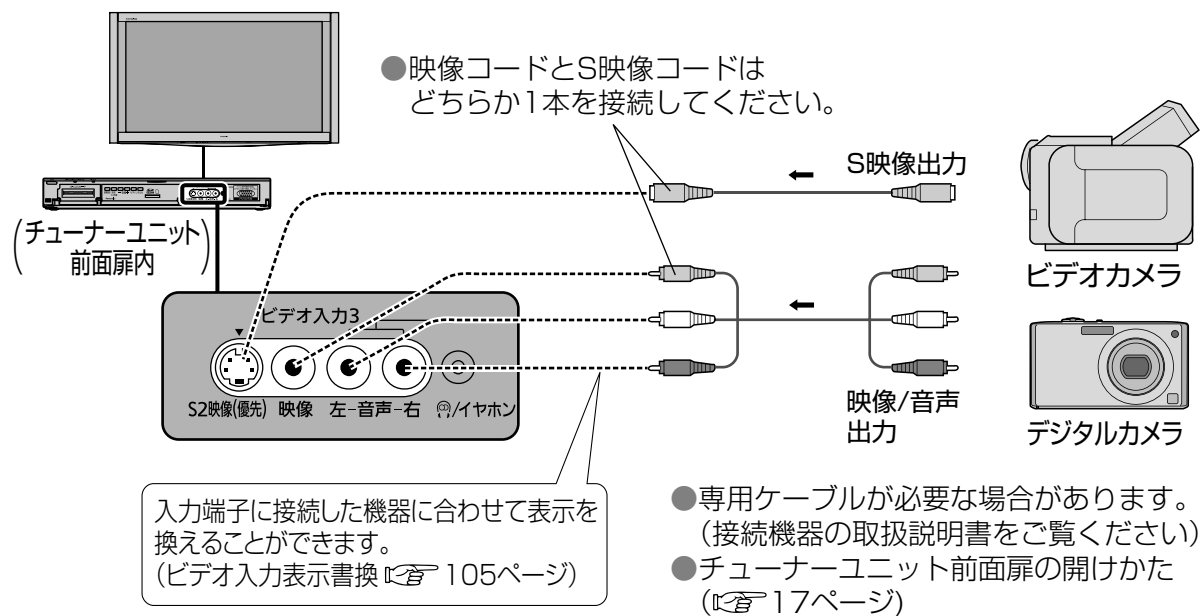 ●映像コードとS映像コードは
どちらか1本を接続してください。
S映像出力
(チューナーユニット
前面扉内)
ビデオカメラ
ビデオ入力3
S2映像(優先) 映像 左-音声-右 /イヤホン
映像/音声
出力
デジタルカメラ
入力端子に接続した機器に合わせて表示を
換えることができます。
(ビデオ入力表示書換 105ページ)
●専用ケーブルが必要な場合があります。
(接続機器の取扱説明書をご覧ください)
●チューナーユニット前面扉の開けかた
(17ページ)